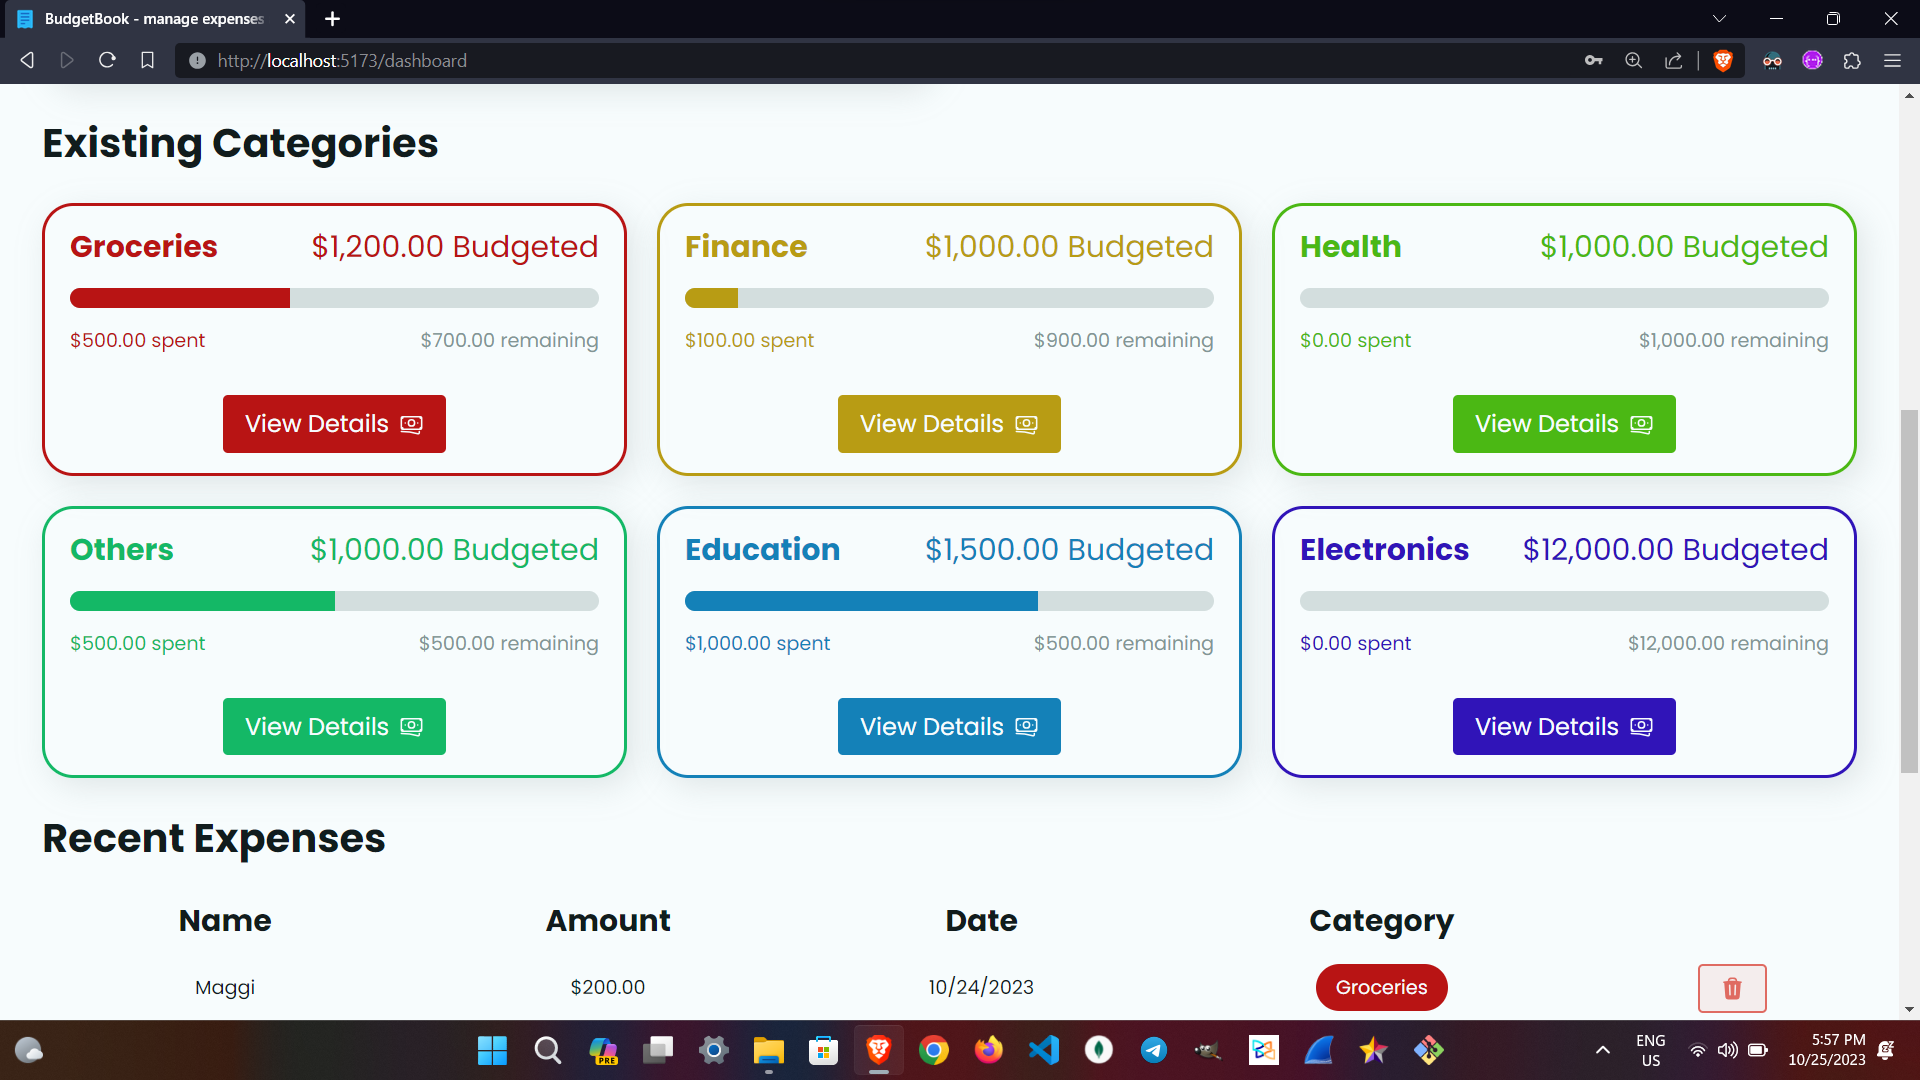 BudgetBook - manage expenses
http://localhost:5173/dashboard
Existing Categories
Groceries $1,200.00 Budgeted
$500.00 spent $700.00 remaining
View Details
Finance $1,000.00 Budgeted
$100.00 spent $900.00 remaining
View Details
Health $1,000.00 Budgeted
$0.00 spent $1,000.00 remaining
View Details
Others $1,000.00 Budgeted
$500.00 spent $500.00 remaining
View Details
Education $1,500.00 Budgeted
$1,000.00 spent $500.00 remaining
View Details
Electronics $12,000.00 Budgeted
$0.00 spent $12,000.00 remaining
View Details
Recent Expenses
Name Amount Date Category
Maggi $200.00 10/24/2023 Groceries
PRE
ENG
US
5:57 PM
10/25/2023